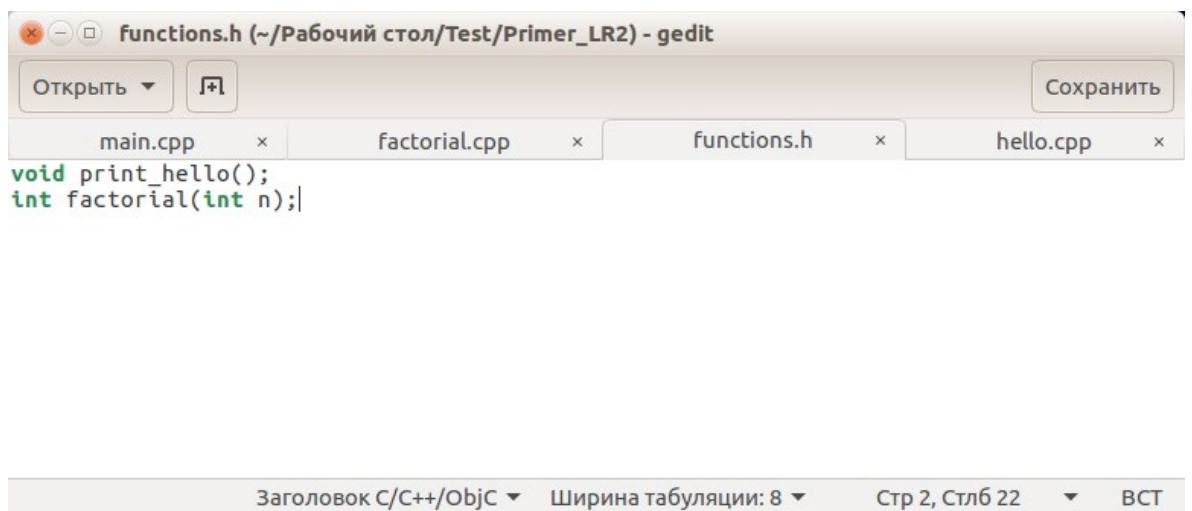 functions.h (~/Рабочий стол/Test/Primer_LR2) - gedit
Открыть Сохранить
main.cpp × factorial.cpp × functions.h × hello.cpp ×
void print_hello();
int factorial(int n);
Заголовок C/C++/ObjC Ширина табуляции: 8 Стр 2, Стлб 22 ВСТ